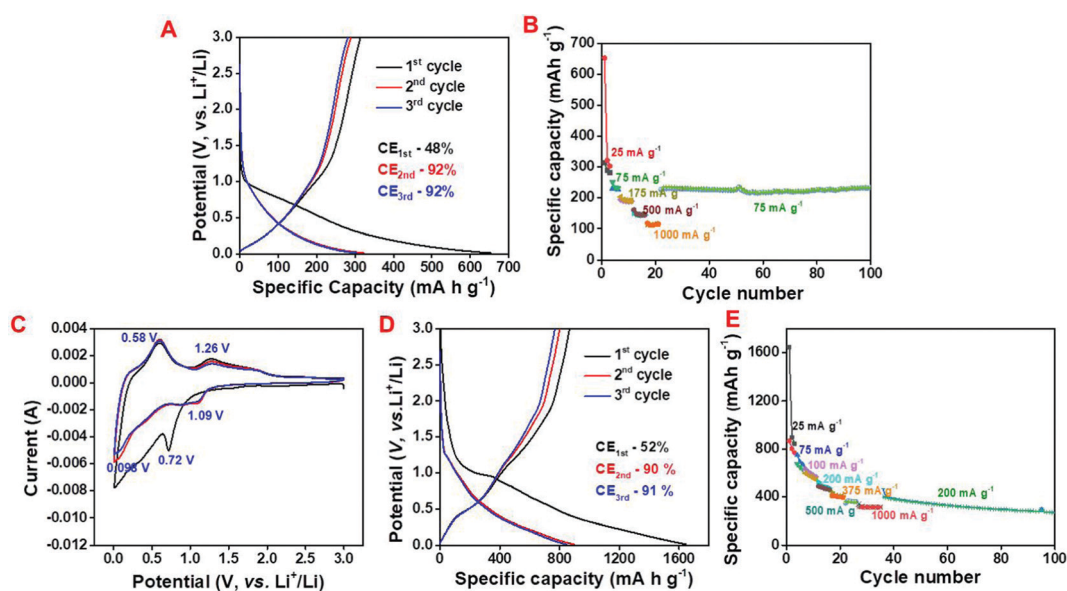 A
3.0
2.5
2.0
1.5
1.0
0.5
0.0
Potential (V, vs. Li+/Li)
1st cycle
2nd cycle
3rd cycle
CE1st - 48%
CE2nd - 92%
CE3rd - 92%
0 100 200 300 400 500 600 700
Specific Capacity (mA h g-1)
B
700
600
500
400
300
200
100
0
Specific capacity (mAh g-1)
25 mA g-1
75 mA g-1
175 mA g-1
500 mA g-1
1000 mA g-1
75 mA g-1
0 20 40 60 80 100
Cycle number
C
0.004
0.002
0.000
-0.002
-0.004
-0.006
-0.008
-0.010
-0.012
Current (A)
0.58 V
1.26 V
1.09 V
0.098 V
0.72 V
0.0 0.5 1.0 1.5 2.0 2.5 3.0
Potential (V, vs. Li+/Li)
D
3.0
2.5
2.0
1.5
1.0
0.5
0.0
Potential (V, vs.Li+/Li)
1st cycle
2nd cycle
3rd cycle
CE1st - 52%
CE2nd - 90 %
CE3rd - 91 %
0 400 800 1200 1600
Specific capacity (mA h g-1)
E
1600
1200
800
400
0
Specific capacity (mAh g-1)
25 mA g-1
75 mA g-1
100 mA g-1
200 mA g-1
375 mA g-1
500 mA g
1000 mA g-1
200 mA g-1
0 20 40 60 80 100
Cycle number